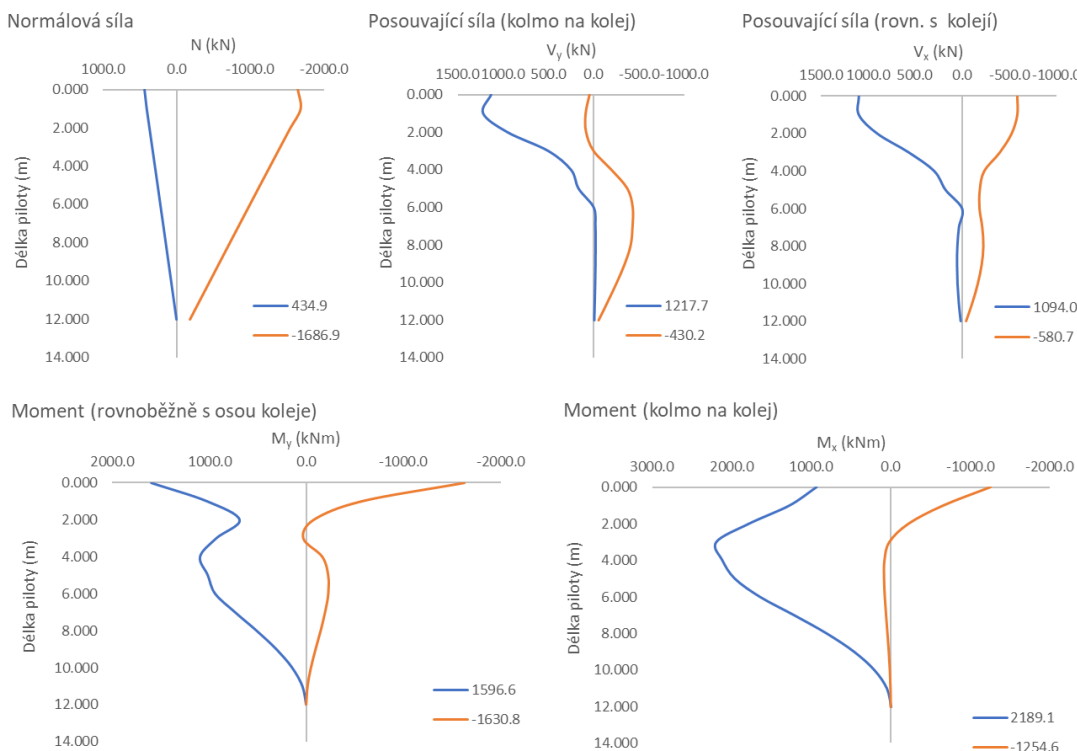 Normálová síla
N (kN)
1000.0 0.0 -1000.0 -2000.0
0.000
2.000
4.000
6.000
8.000
10.000
12.000
14.000
Délka piloty (m)
434.9
-1686.9
Posouvající síla (kolmo na kolej)
Vy (kN)
1500.01000.0 500.0 0.0 -500.0-1000.0
0.000
2.000
4.000
6.000
8.000
10.000
12.000
14.000
Délka piloty (m)
1217.7
-430.2
Posouvající síla (rovn. s kolejí)
Vx (kN)
1500.01000.0 500.0 0.0 -500.0-1000.0
0.000
2.000
4.000
6.000
8.000
10.000
12.000
14.000
Délka piloty (m)
1094.0
-580.7
Moment (rovnoběžně s osou koleje)
My (kNm)
2000.0 1000.0 0.0 -1000.0 -2000.0
0.000
2.000
4.000
6.000
8.000
10.000
12.000
14.000
Délka piloty (m)
1596.6
-1630.8
Moment (kolmo na kolej)
Mx (kNm)
3000.0 2000.0 1000.0 0.0 -1000.0 -2000.0
0.000
2.000
4.000
6.000
8.000
10.000
12.000
14.000
Délka piloty (m)
2189.1
-1254.6